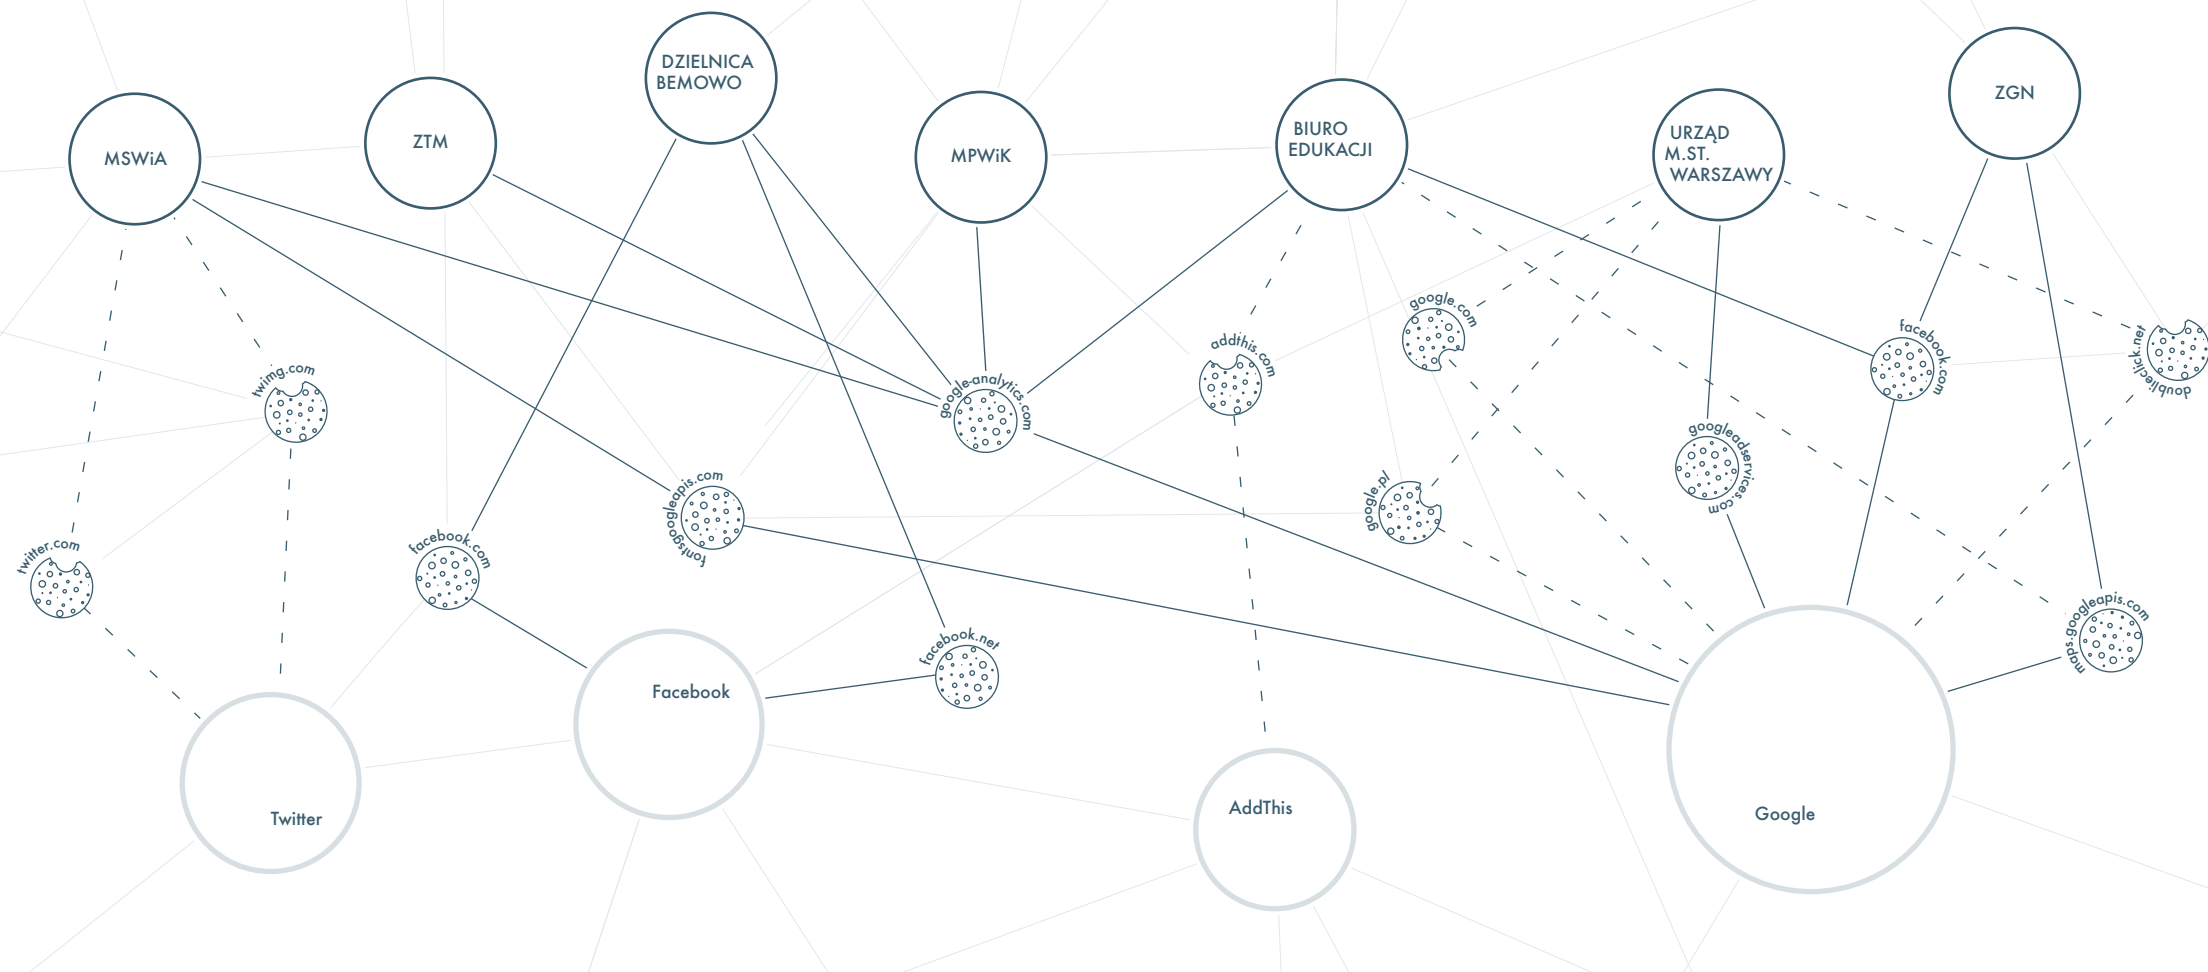 DZIELNICA
BEMOWO
ZGN
MSWiA
ZTM
MPWiK
BIURO
EDUKACJI
URZĄD
M.ST.
WARSZAWY
twimg.com
google-analytics.com
addthis.com
google.com
facebook.com
doubleclick.net
twitter.com
facebook.com
fontsgoogleapis.com
google.pl
googleadservices.com
facebook.net
maps.googleapis.com
Twitter
Facebook
AddThis
Google